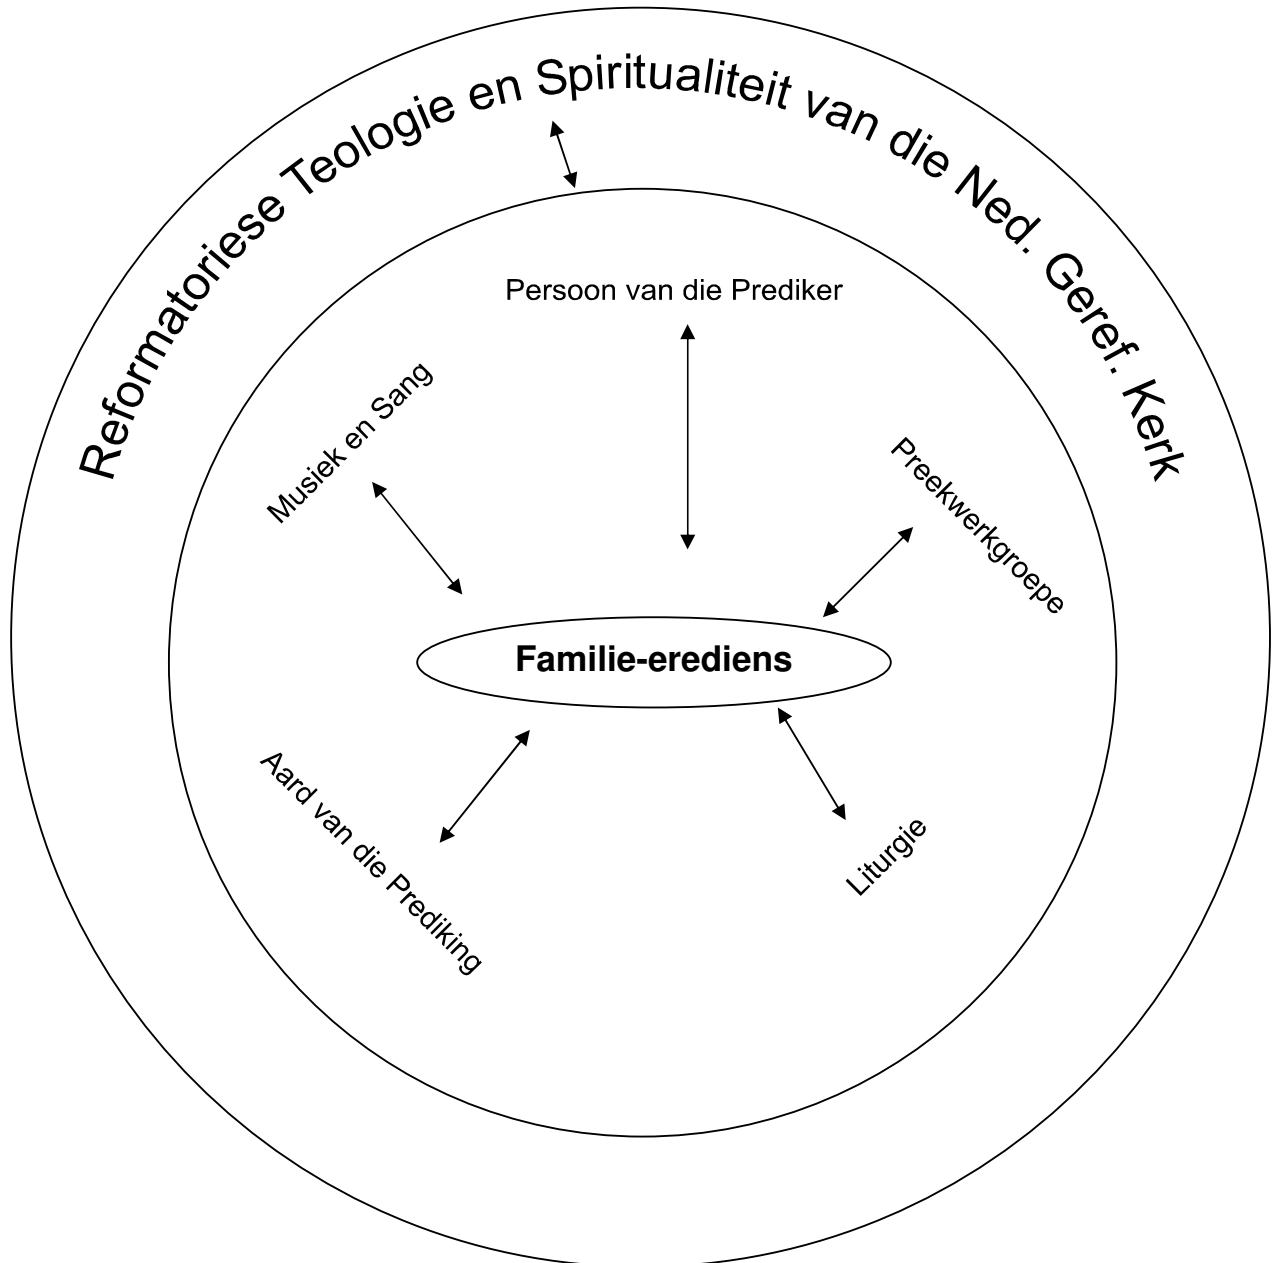 Reformatoriese Teologie en Spiritualiteit van die Ned. Geref. Kerk
Persoon van die Prediker
Musiek en Sang
Preekwerkgroepe
Familie-erediens
Aard van die Prediking
Liturgie